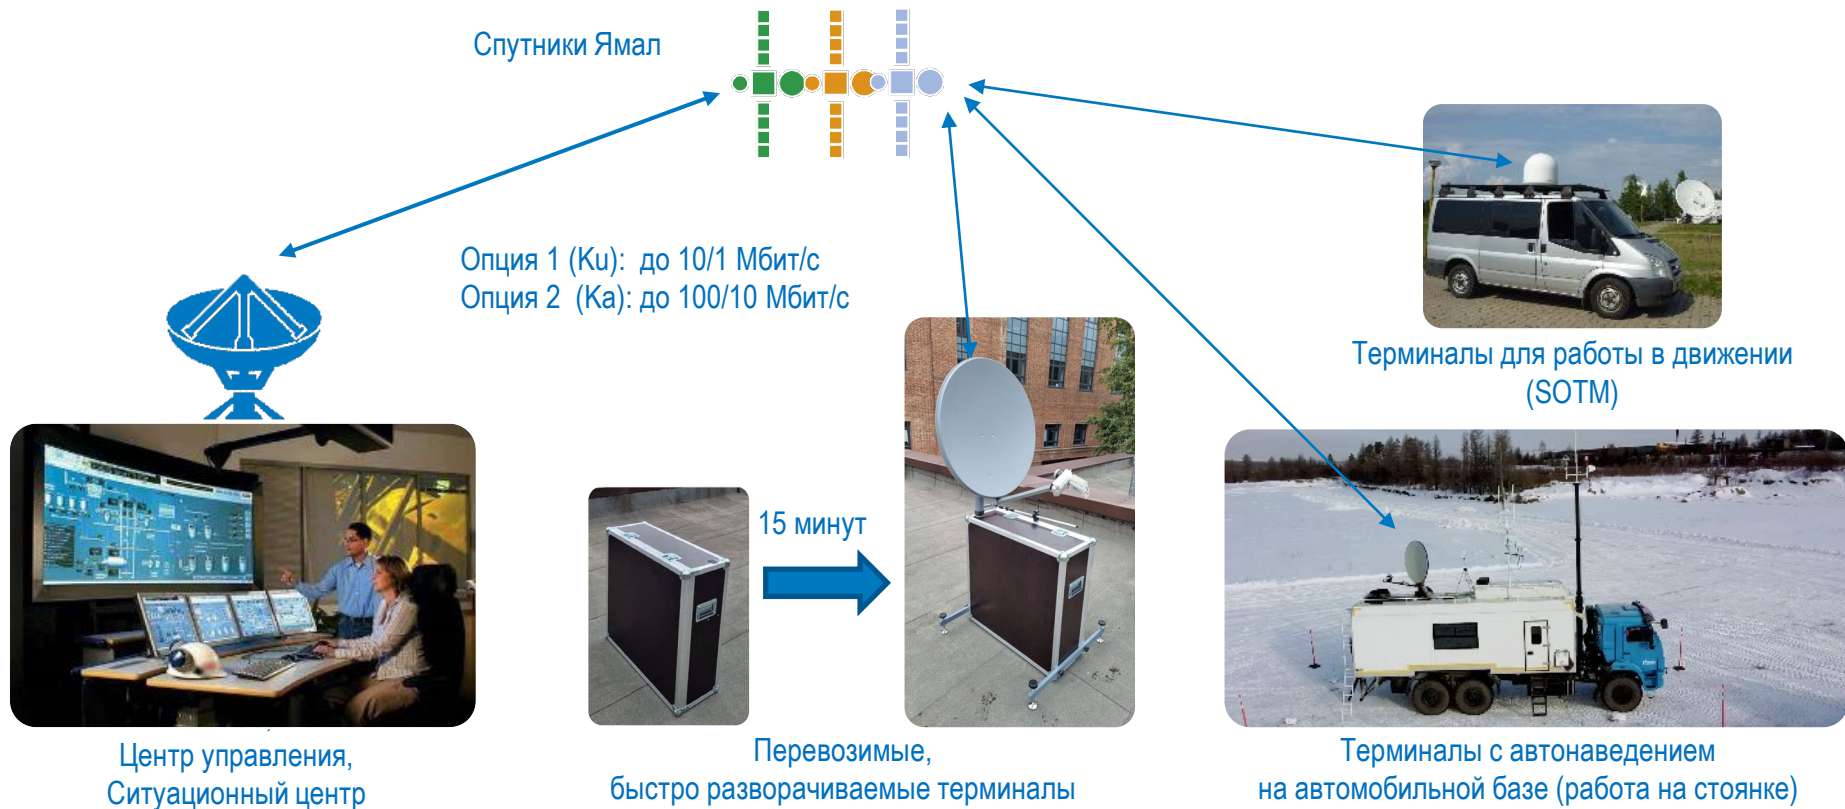 Спутники Ямал
Опция 1 (Ku):  до 10/1 Мбит/с
Опция 2  (Ka): до 100/10 Мбит/с
Терминалы для работы в движении
(SOTM)
15 минут
Центр управления,
Ситуационный центр
Перевозимые,
быстро разворачиваемые терминалы
Терминалы с автонаведением
на автомобильной базе (работа на стоянке)